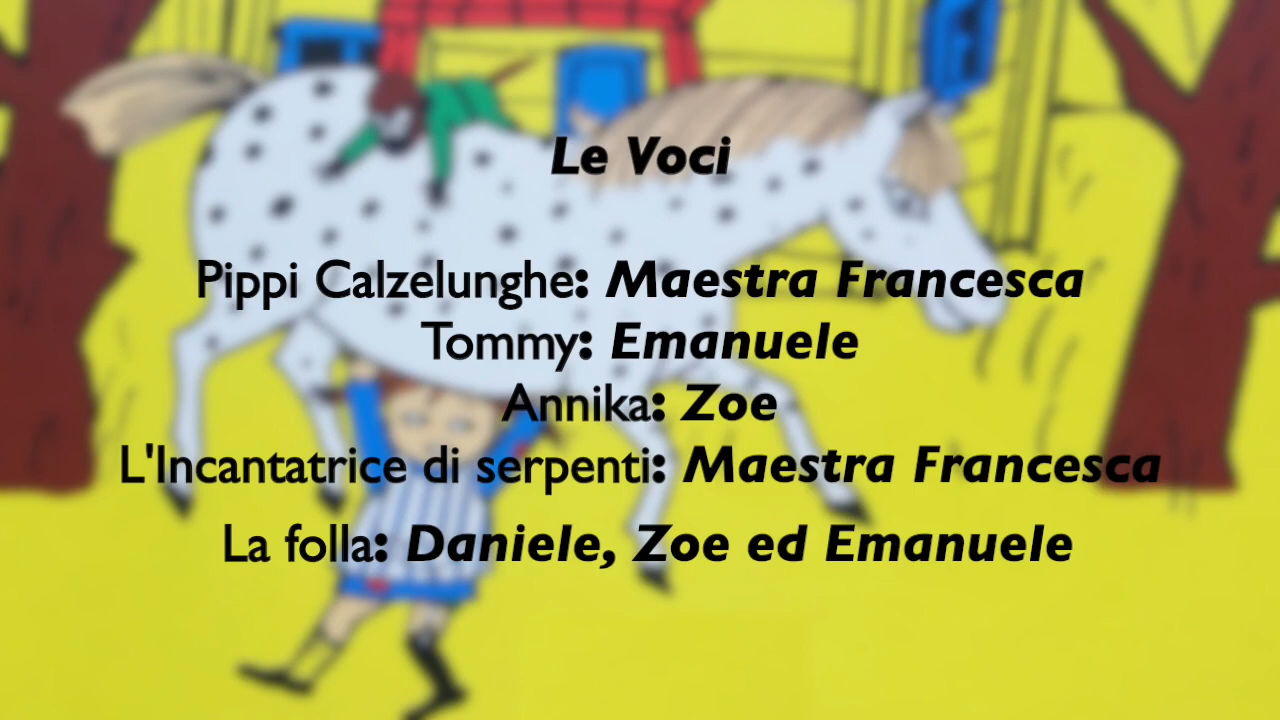 Le Voci
Pippi Calzelunghe: Maestra Francesca
Tommy: Emanuele
Annika: Zoe
L'Incantatrice di serpenti: Maestra Francesca
La folla: Daniele, Zoe ed Emanuele